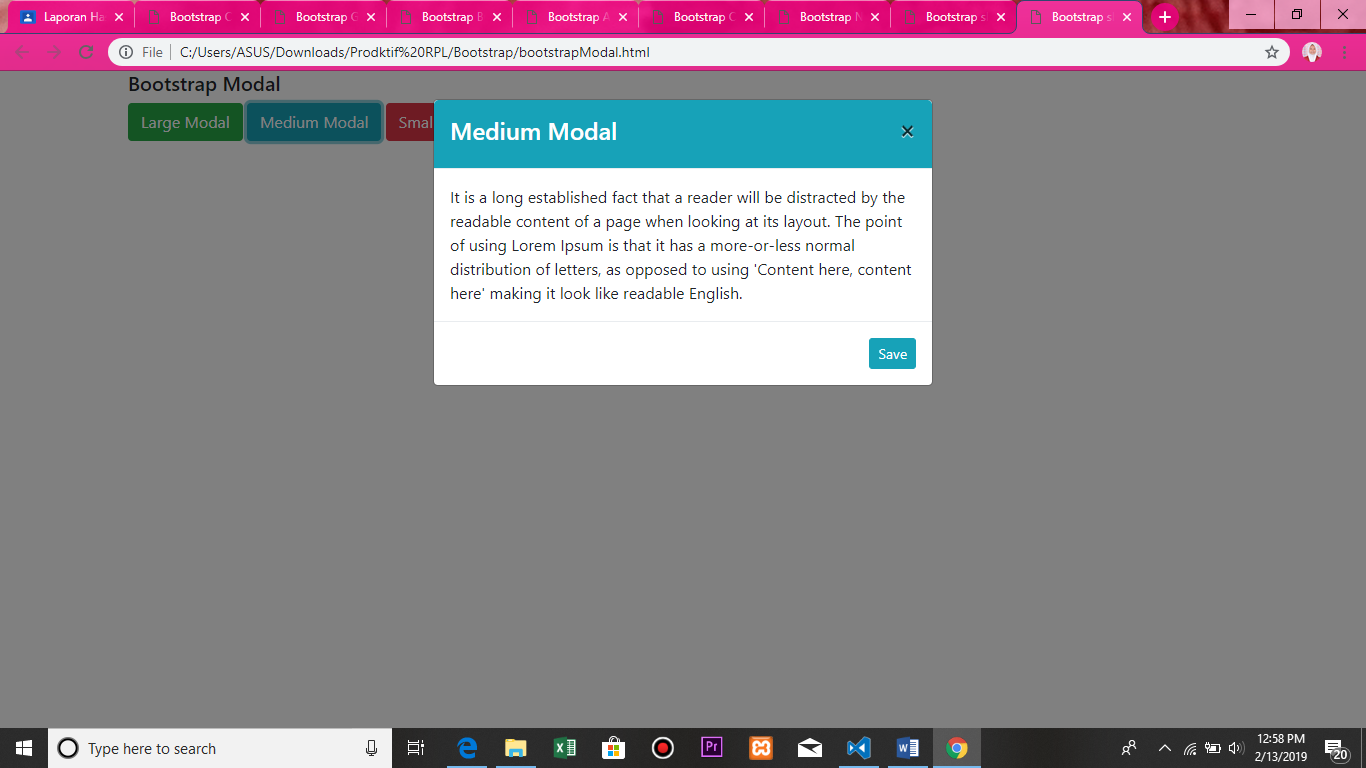 Laporan Ha
Bootstrap C
Bootstrap G
Bootstrap B
Bootstrap A
Bootstrap C
Bootstrap N
Bootstrap s
Bootstrap s
File
C:/Users/ASUS/Downloads/Prodktif%20RPL/Bootstrap/bootstrapModal.html
Bootstrap Modal
Large Modal
Medium Modal
Smal
Medium Modal
×
It is a long established fact that a reader will be distracted by the
readable content of a page when looking at its layout. The point
of using Lorem Ipsum is that it has a more-or-less normal
distribution of letters, as opposed to using 'Content here, content
here' making it look like readable English.
Save
Type here to search
Pr
12:58 PM
2/13/2019
20